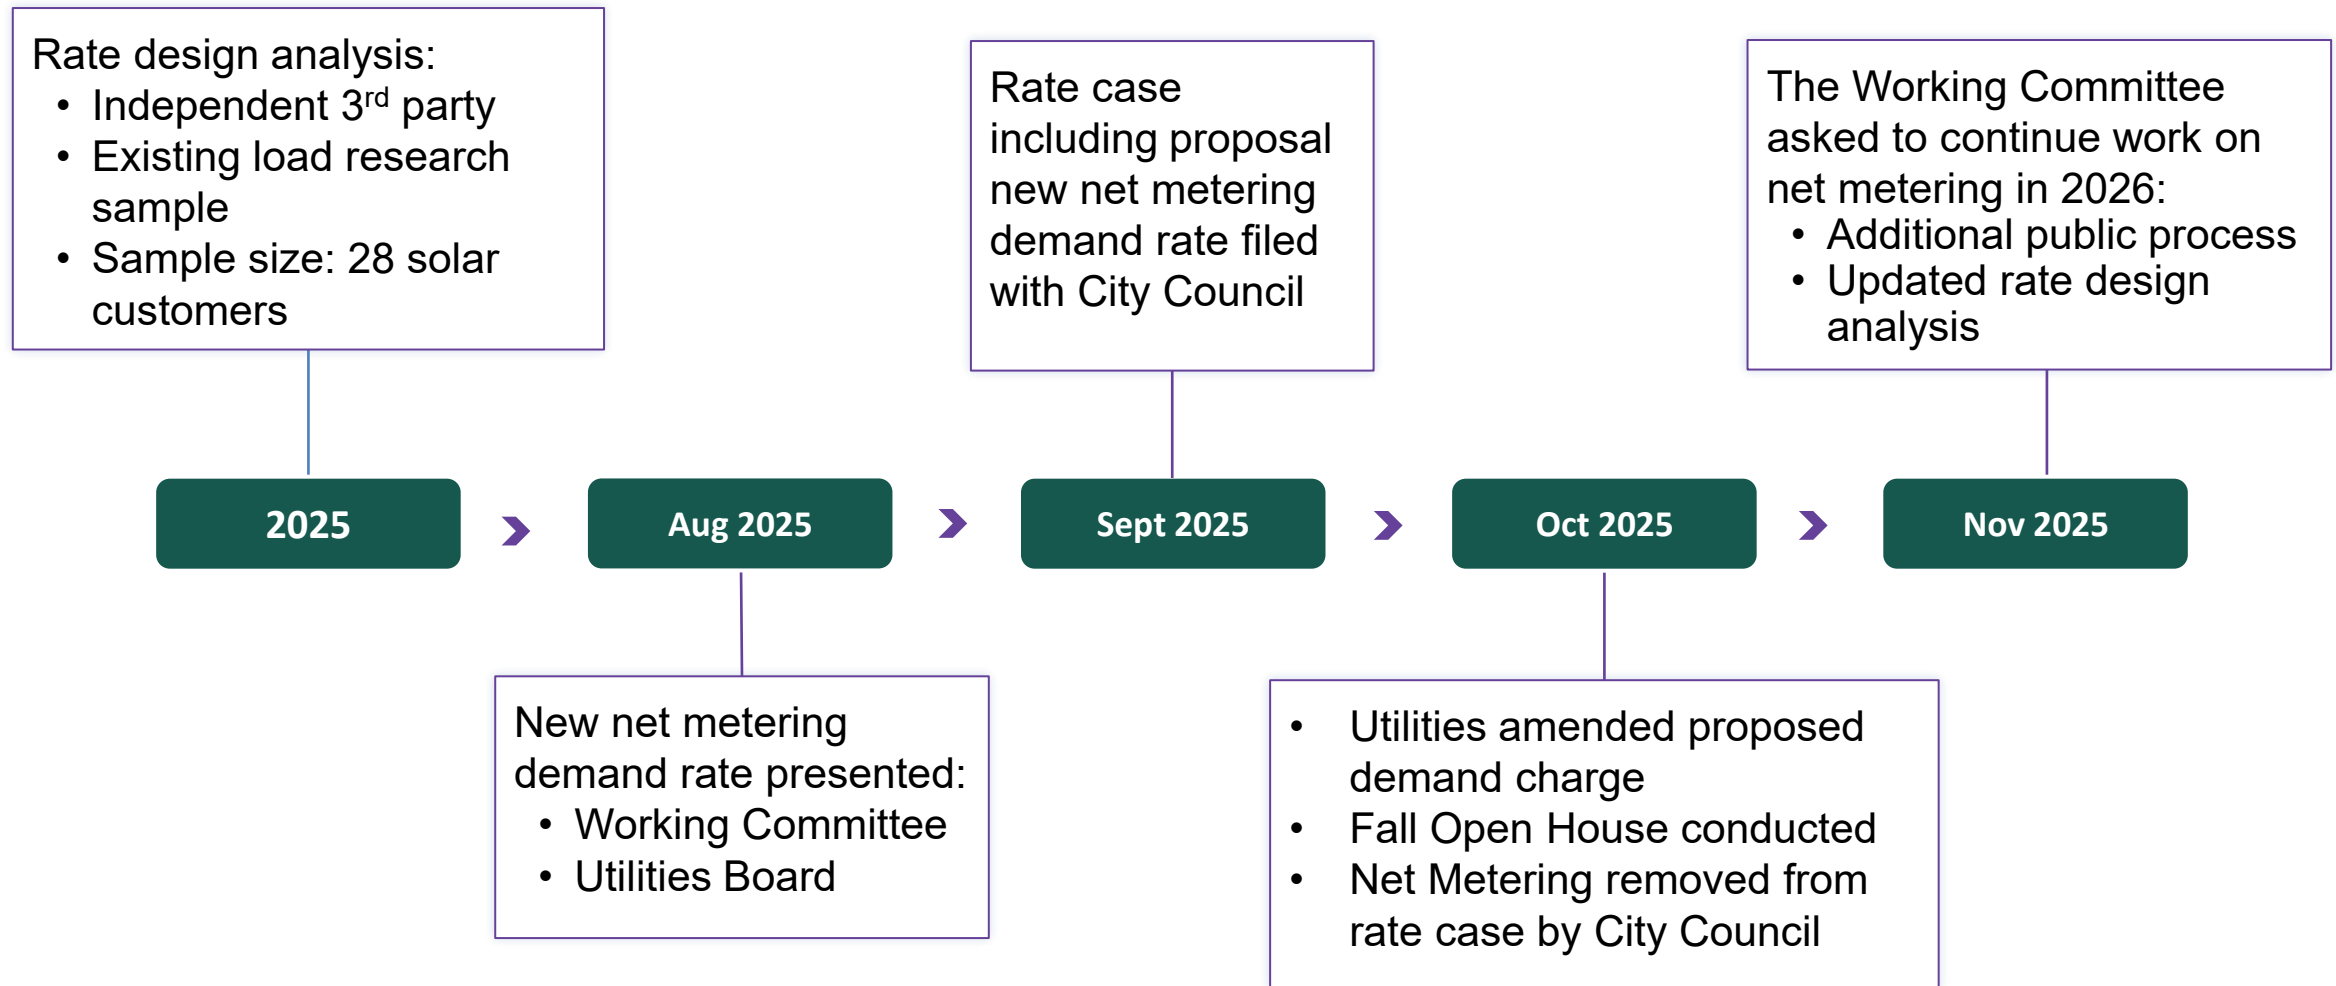 Rate design analysis:
• Independent 3rd party
• Existing load research
sample
• Sample size: 28 solar
customers
Rate case
including proposal
new net metering
demand rate filed
with City Council
The Working Committee
asked to continue work on
net metering in 2026:
• Additional public process
• Updated rate design
analysis
2025
Aug 2025
Sept 2025
Oct 2025
Nov 2025
New net metering
demand rate presented:
• Working Committee
• Utilities Board
• Utilities amended proposed
demand charge
• Fall Open House conducted
• Net Metering removed from
rate case by City Council